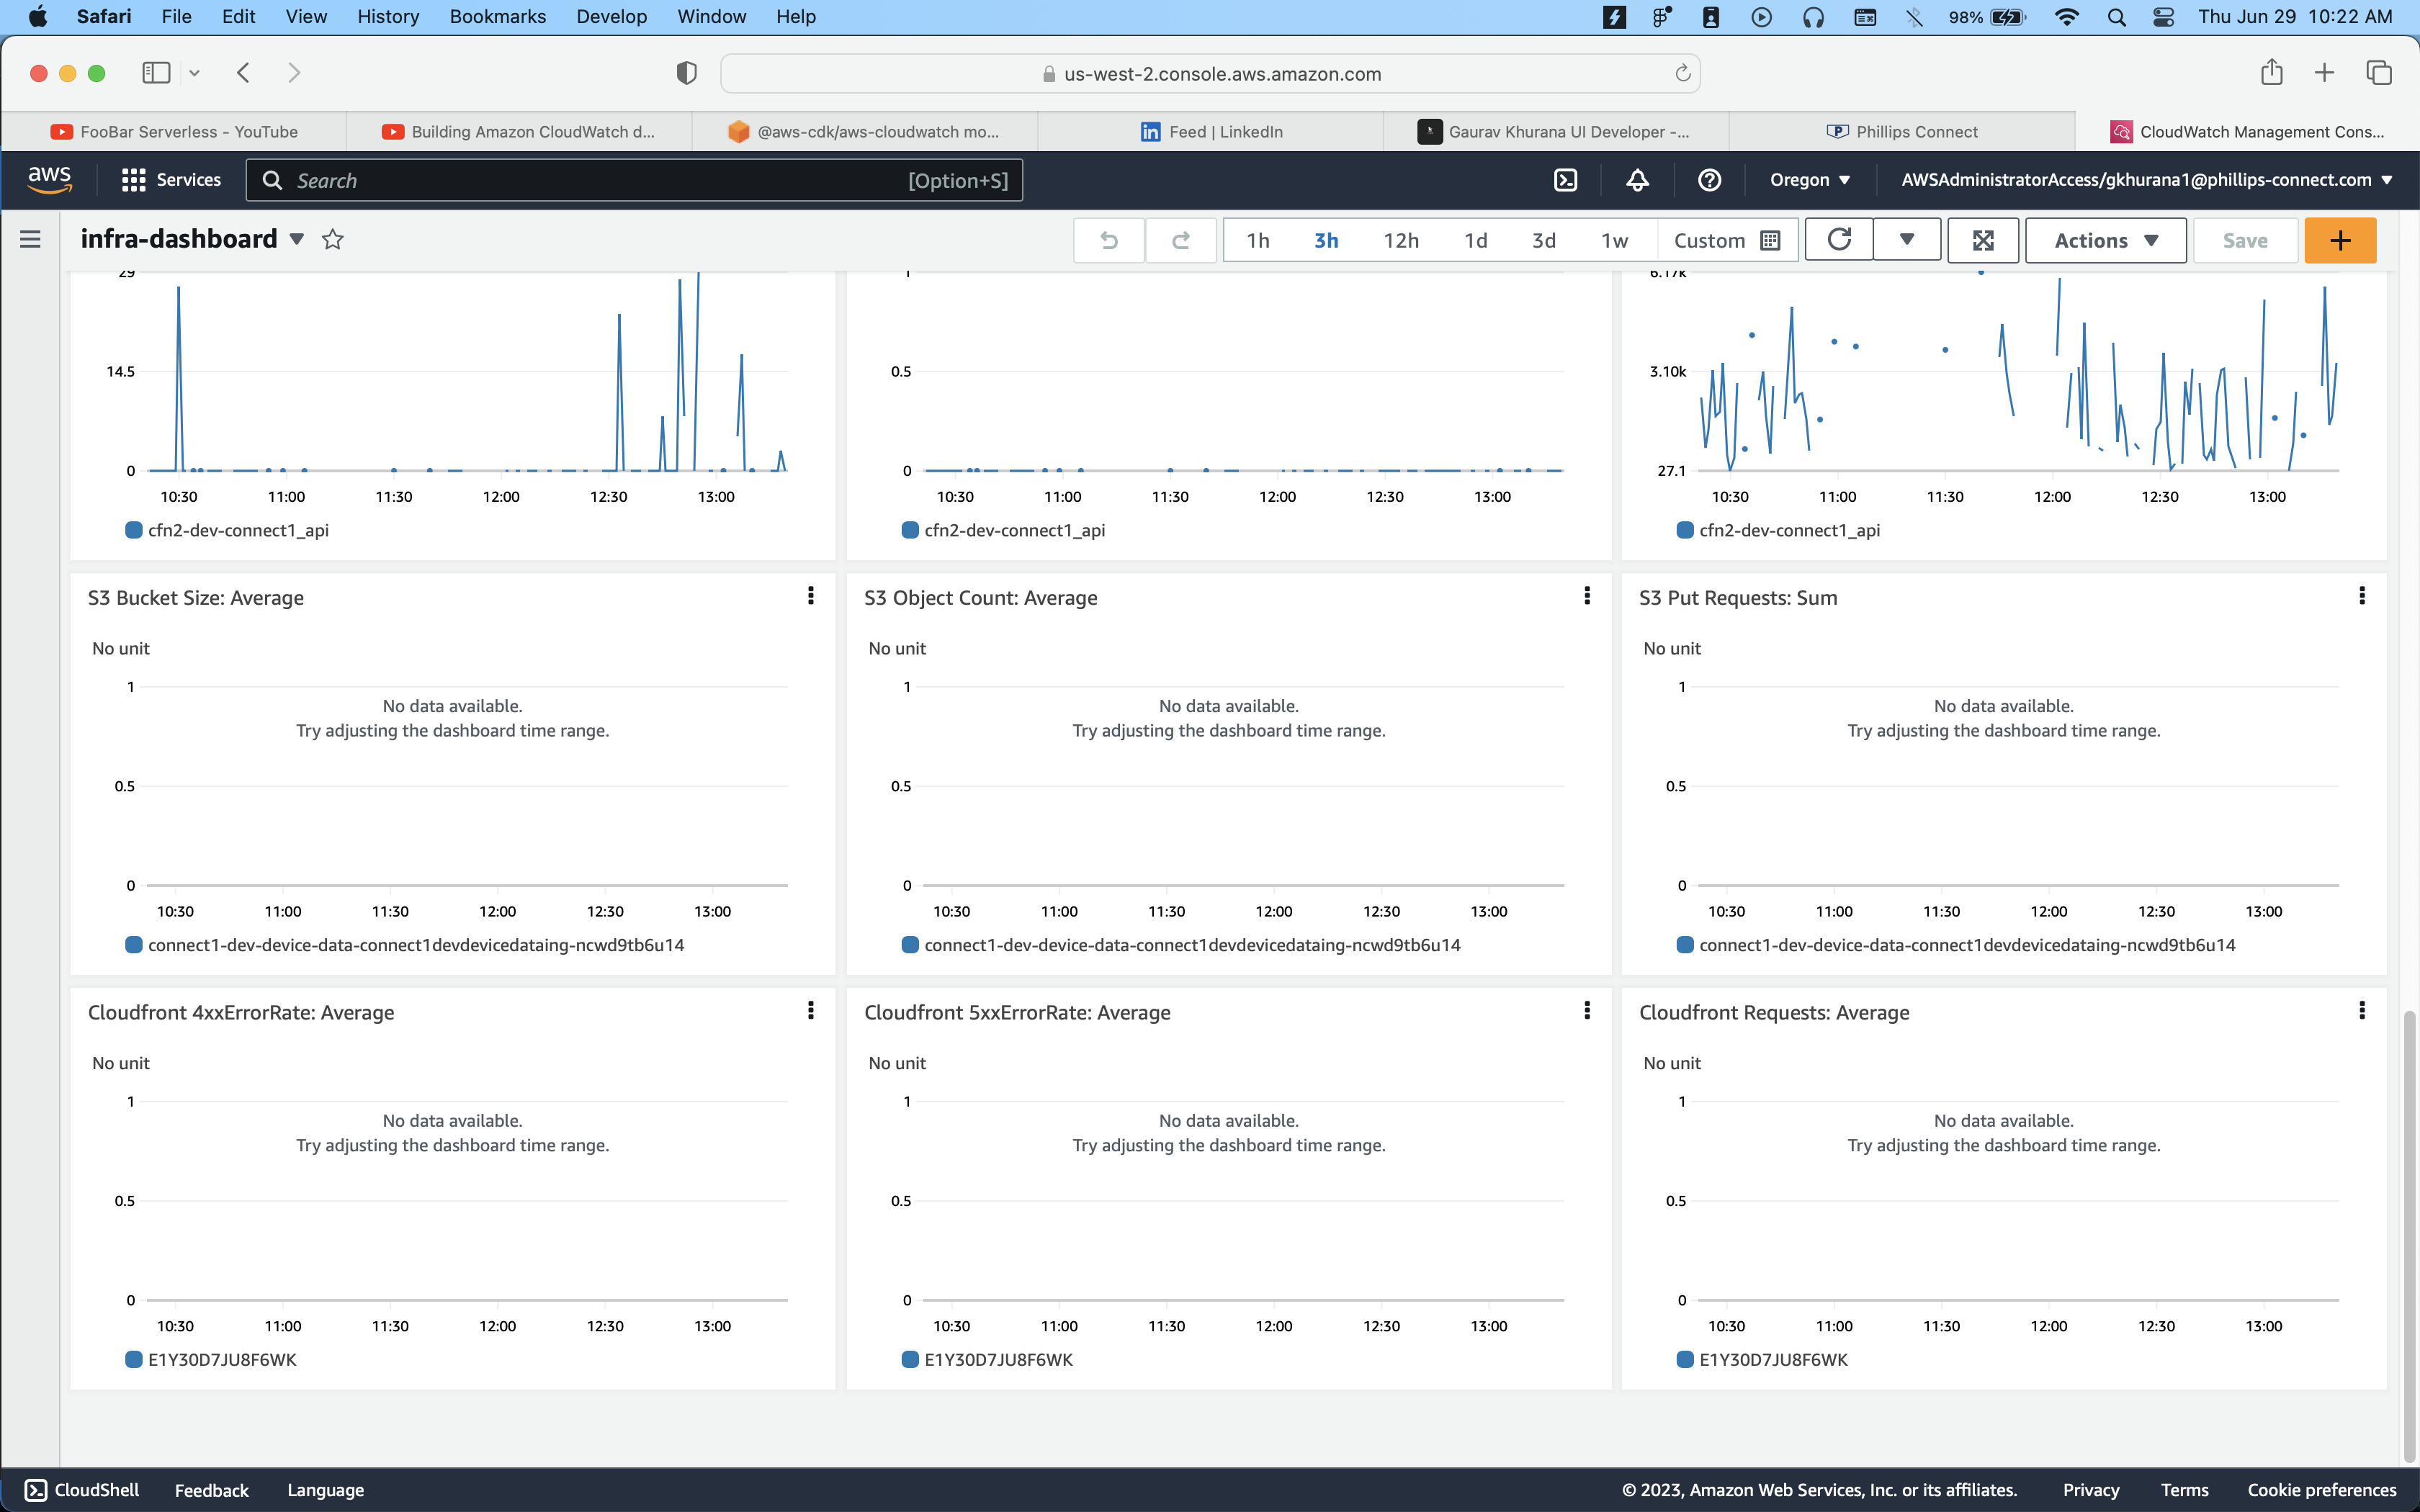 Safari File Edit View History Bookmarks Develop Window Help 98% Thu Jun 29 10:22 AM
us-west-2.console.aws.amazon.com
FooBar Serverless - YouTube
Building Amazon CloudWatch d...
@aws-cdk/aws-cloudwatch mo...
Feed | LinkedIn
Gaurav Khurana UI Developer -...
Phillips Connect
CloudWatch Management Cons...
aws Services Search [Option+S] Oregon AWSAdministratorAccess/gkhurana1@phillips-connect.com
infra-dashboard 1h 3h 12h 1d 3d 1w Custom Actions Save
29
14.5
0
10:30 11:00 11:30 12:00 12:30 13:00
cfn2-dev-connect1_api
1
0.5
0
10:30 11:00 11:30 12:00 12:30 13:00
cfn2-dev-connect1_api
6.17k
3.10k
27.1
10:30 11:00 11:30 12:00 12:30 13:00
cfn2-dev-connect1_api
S3 Bucket Size: Average
No unit
1
No data available.
Try adjusting the dashboard time range.
0.5
0
10:30 11:00 11:30 12:00 12:30 13:00
connect1-dev-device-data-connect1devdevicedataing-ncwd9tb6u14
S3 Object Count: Average
No unit
1
No data available.
Try adjusting the dashboard time range.
0.5
0
10:30 11:00 11:30 12:00 12:30 13:00
connect1-dev-device-data-connect1devdevicedataing-ncwd9tb6u14
S3 Put Requests: Sum
No unit
1
No data available.
Try adjusting the dashboard time range.
0.5
0
10:30 11:00 11:30 12:00 12:30 13:00
connect1-dev-device-data-connect1devdevicedataing-ncwd9tb6u14
Cloudfront 4xxErrorRate: Average
No unit
1
No data available.
Try adjusting the dashboard time range.
0.5
0
10:30 11:00 11:30 12:00 12:30 13:00
E1Y30D7JU8F6WK
Cloudfront 5xxErrorRate: Average
No unit
1
No data available.
Try adjusting the dashboard time range.
0.5
0
10:30 11:00 11:30 12:00 12:30 13:00
E1Y30D7JU8F6WK
Cloudfront Requests: Average
No unit
1
No data available.
Try adjusting the dashboard time range.
0.5
0
10:30 11:00 11:30 12:00 12:30 13:00
E1Y30D7JU8F6WK
CloudShell Feedback Language © 2023, Amazon Web Services, Inc. or its affiliates. Privacy Terms Cookie preferences